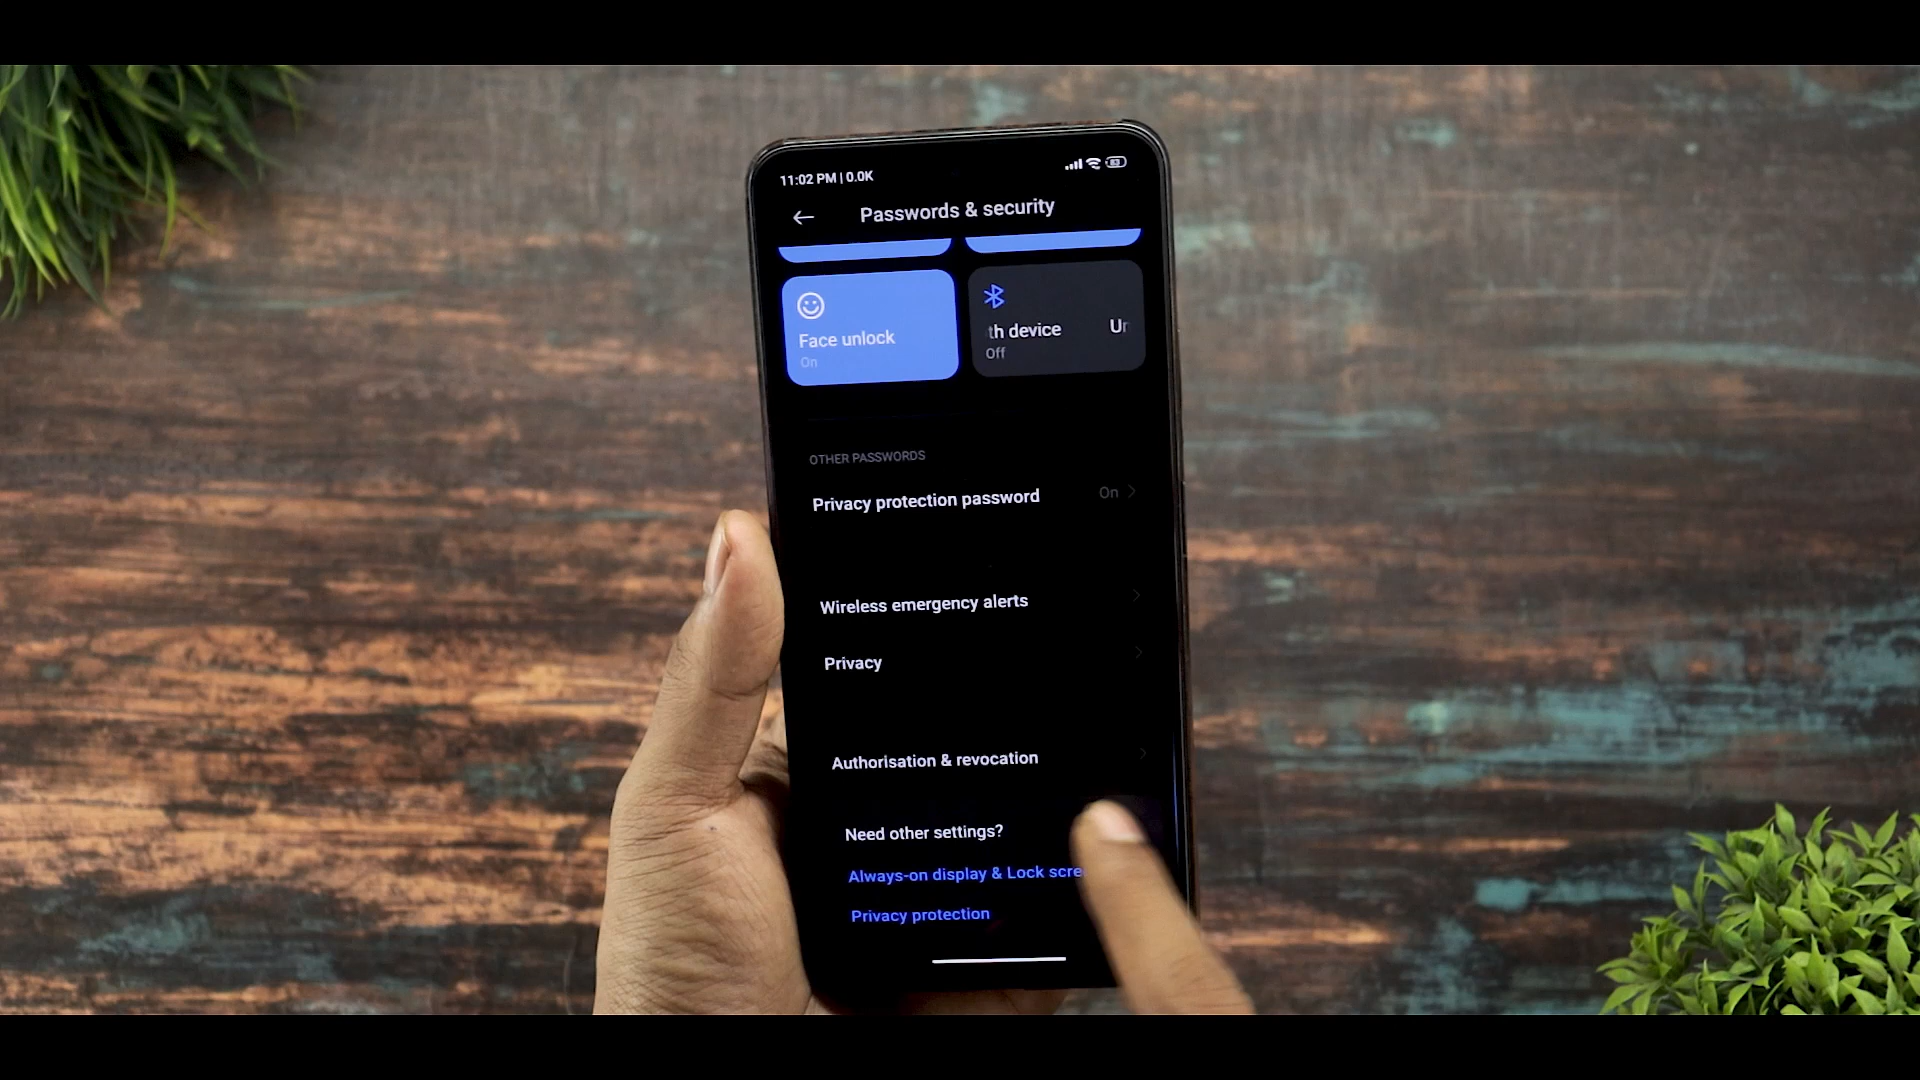 11:02 PM | 0.0K
83
Passwords & security
Face unlock
On
th device
Off
OTHER PASSWORDS
Privacy protection password
On
Wireless emergency alerts
Privacy
Authorisation & revocation
Need other settings?
Always-on display & Lock scre
Privacy protection